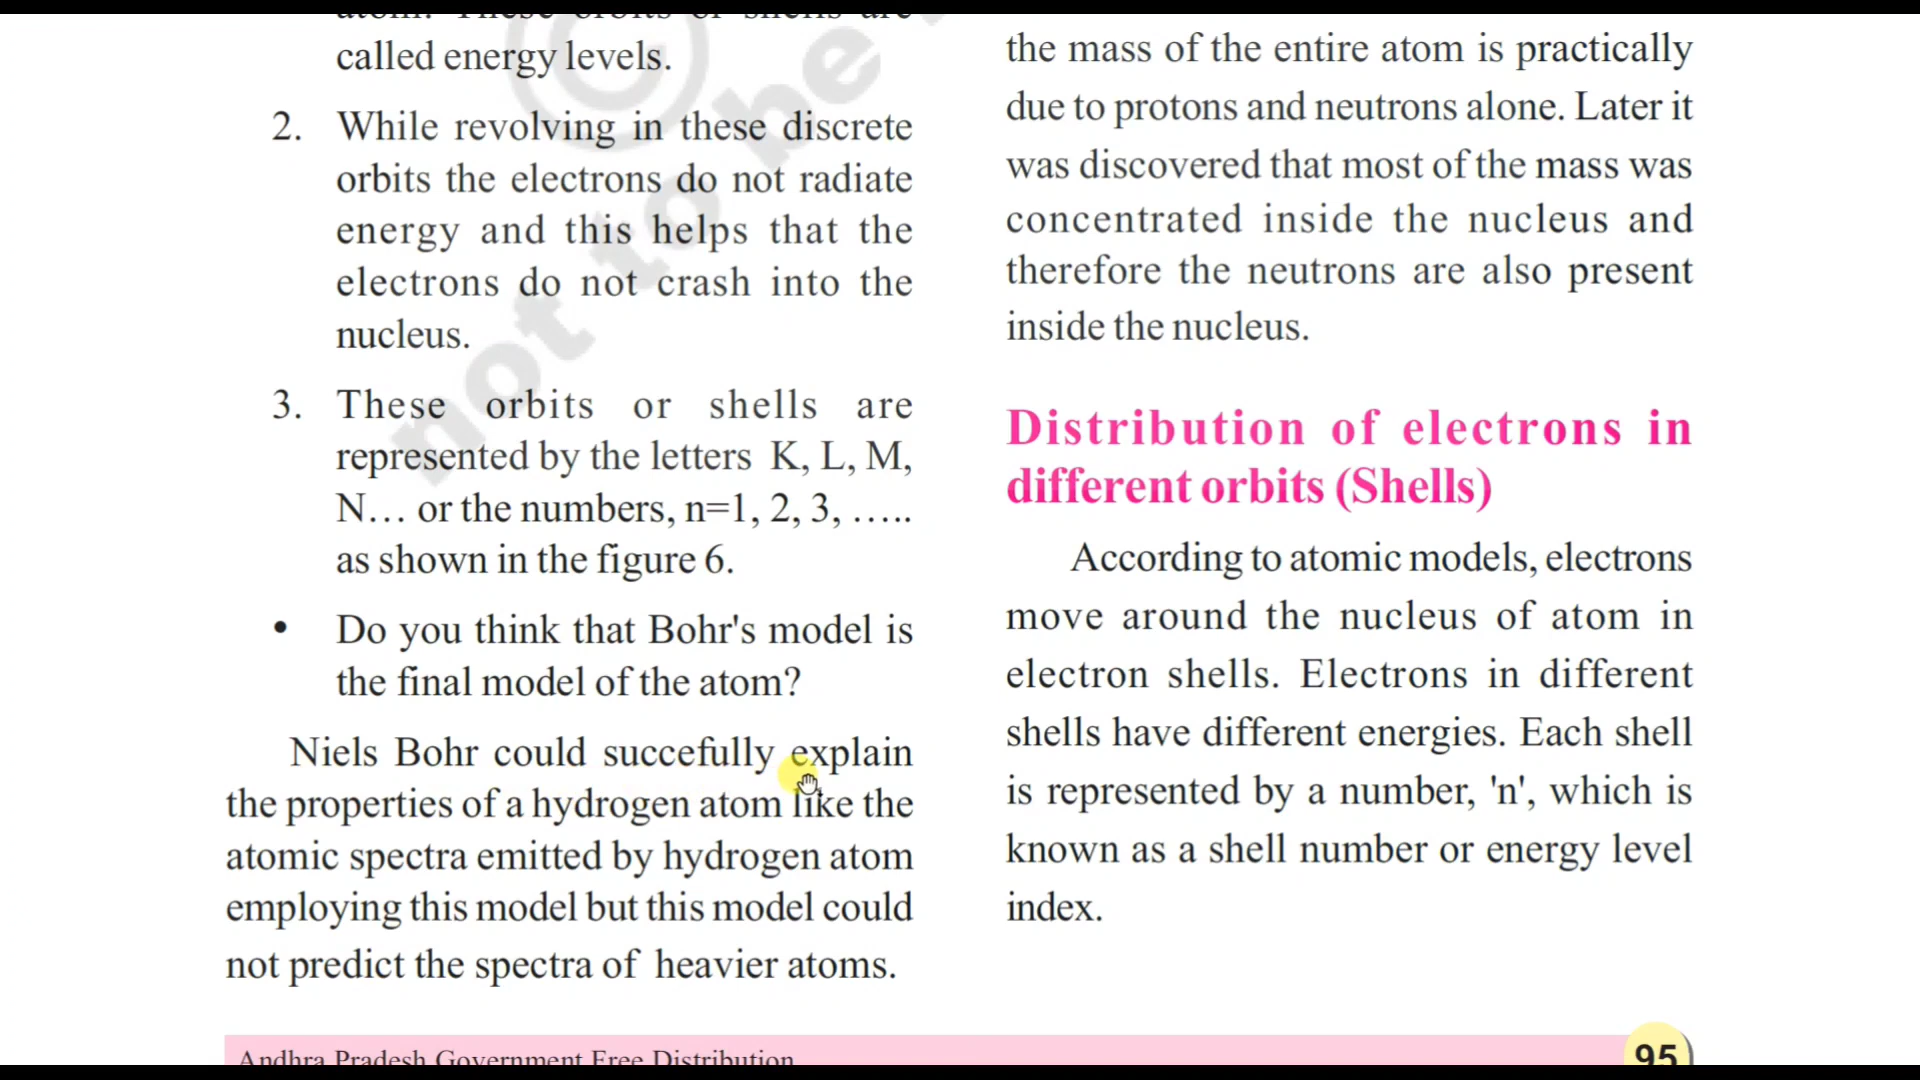 atom. These orbits or shells are
called energy levels.
2. While revolving in these discrete
orbits the electrons do not radiate
energy and this helps that the
electrons do not crash into the
nucleus.
3. These orbits or shells are
represented by the letters K, L, M,
N… or the numbers, n=1, 2, 3, …..
as shown in the figure 6.
• Do you think that Bohr's model is
the final model of the atom?
Niels Bohr could succefully explain
the properties of a hydrogen atom like the
atomic spectra emitted by hydrogen atom
employing this model but this model could
not predict the spectra of heavier atoms.
the mass of the entire atom is practically
due to protons and neutrons alone. Later it
was discovered that most of the mass was
concentrated inside the nucleus and
therefore the neutrons are also present
inside the nucleus.
Distribution of electrons in
different orbits (Shells)
According to atomic models, electrons
move around the nucleus of atom in
electron shells. Electrons in different
shells have different energies. Each shell
is represented by a number, 'n', which is
known as a shell number or energy level
index.
Andhra Pradesh Government Free Distribution
95
©
not to be